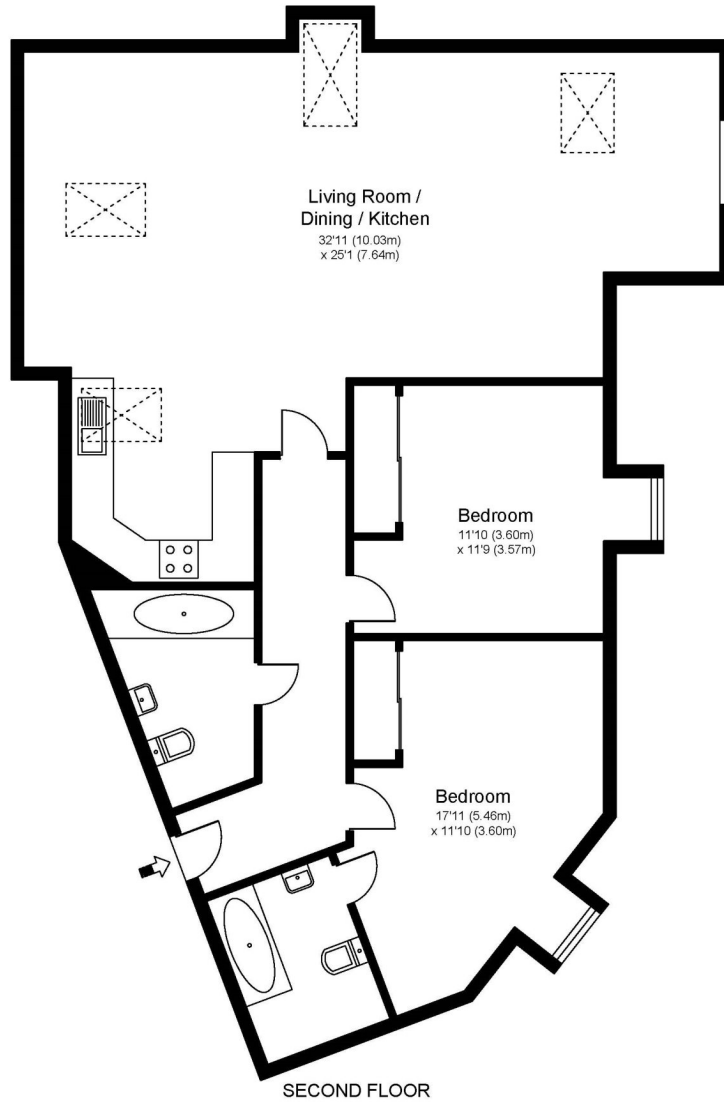 Living Room /
Dining / Kitchen
32'11 (10.03m)
x 25'1 (7.64m)
Bedroom
11'10 (3.60m)
x 11'9 (3.57m)
Bedroom
17'11 (5.46m)
x 11'10 (3.60m)
SECOND FLOOR